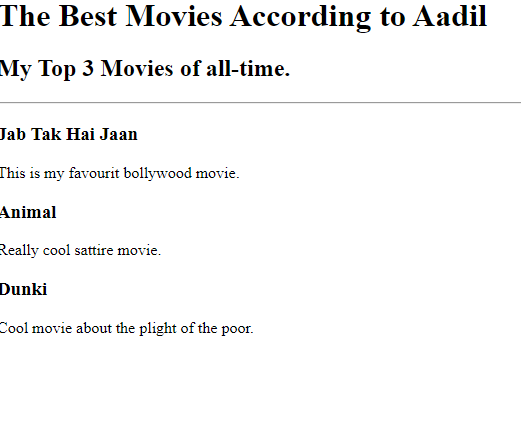 The Best Movies According to Aadil
My Top 3 Movies of all-time.
Jab Tak Hai Jaan
This is my favourit bollywood movie.
Animal
Really cool sattire movie.
Dunki
Cool movie about the plight of the poor.